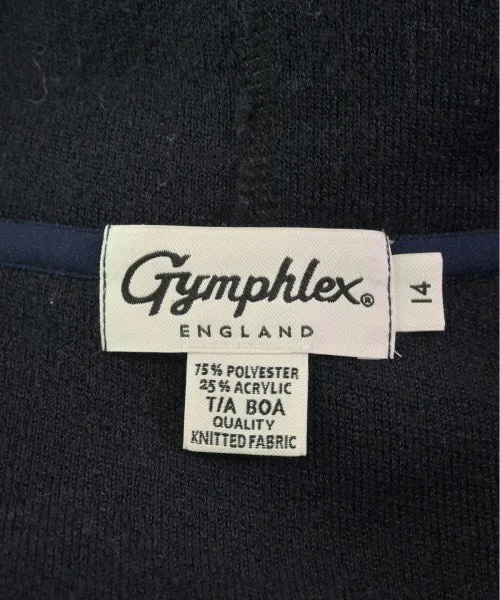 Gymphlex®
ENGLAND
14
75% POLYESTER
25% ACRYLIC
T/A BOA
QUALITY
KNITTED FABRIC